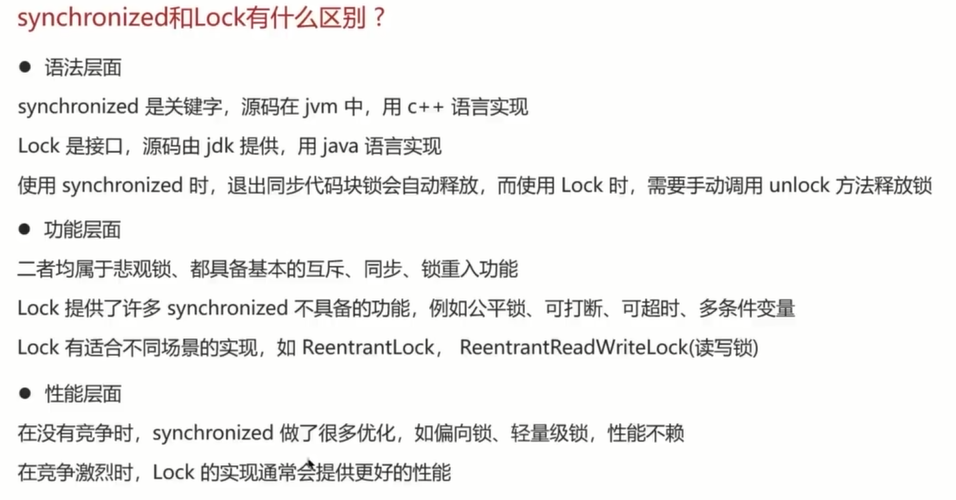 synchronized和Lock有什么区别？
● 语法层面
synchronized 是关键字，源码在 jvm 中，用 c++ 语言实现
Lock 是接口，源码由 jdk 提供，用 java 语言实现
使用 synchronized 时，退出同步代码块锁会自动释放，而使用 Lock 时，需要手动调用 unlock 方法释放锁
● 功能层面
二者均属于悲观锁、都具备基本的互斥、同步、锁重入功能
Lock 提供了许多 synchronized 不具备的功能，例如公平锁、可打断、可超时、多条件变量
Lock 有适合不同场景的实现，如 ReentrantLock， ReentrantReadWriteLock(读写锁)
● 性能层面
在没有竞争时，synchronized 做了很多优化，如偏向锁、轻量级锁，性能不赖
在竞争激烈时，Lock 的实现通常会提供更好的性能